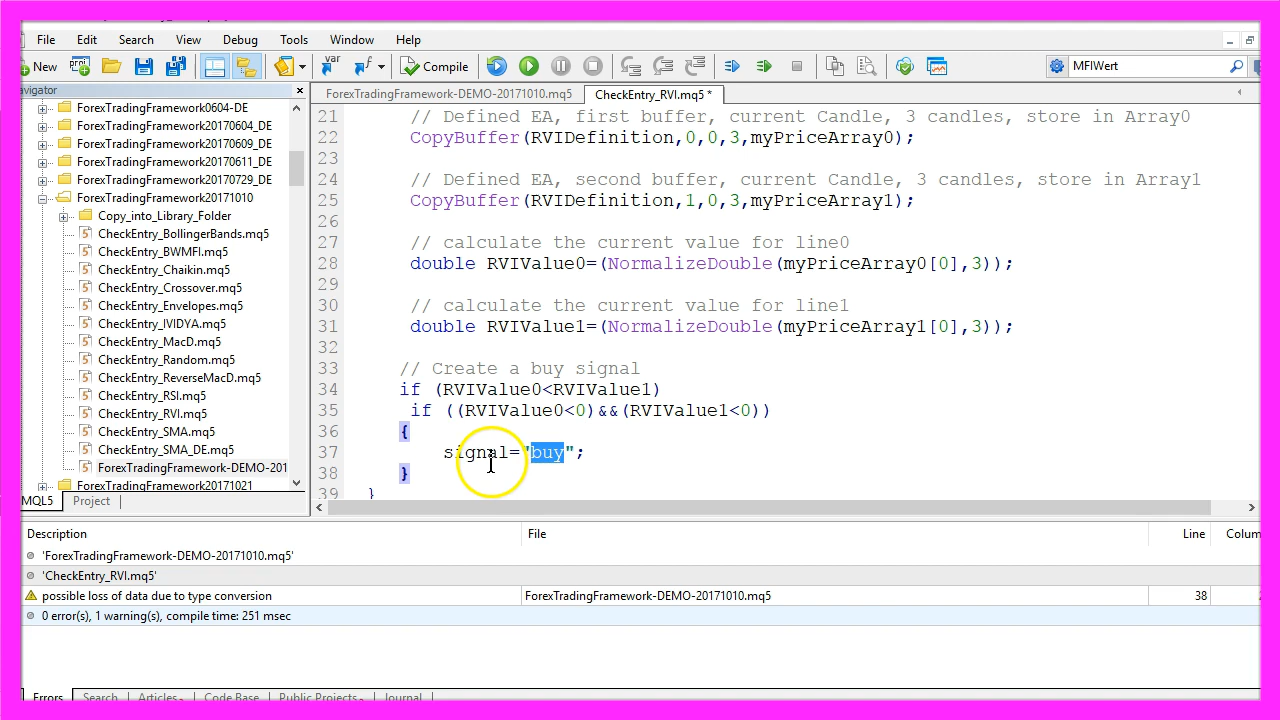 File Edit Search View Debug Tools Window Help
New Compile MFIWert
avigator
ForexTradingFramework0604-DE
ForexTradingFramework20170604_DE
ForexTradingFramework20170609_DE
ForexTradingFramework20170611_DE
ForexTradingFramework20170729_DE
ForexTradingFramework20171010
Copy_into_Library_Folder
CheckEntry_BollingerBands.mq5
CheckEntry_BWMFI.mq5
CheckEntry_Chaikin.mq5
CheckEntry_Crossover.mq5
CheckEntry_Envelopes.mq5
CheckEntry_IVIDYA.mq5
CheckEntry_MacD.mq5
CheckEntry_Random.mq5
CheckEntry_ReverseMacD.mq5
CheckEntry_RSI.mq5
CheckEntry_RVI.mq5
CheckEntry_SMA.mq5
CheckEntry_SMA_DE.mq5
ForexTradingFramework-DEMO-201
ForexTradingFramework20171021
MQL5 Project
ForexTradingFramework-DEMO-20171010.mq5 CheckEntry_RVI.mq5 *
21 // Defined EA, first buffer, current Candle, 3 candles, store in Array0
22 CopyBuffer(RVIDefinition,0,0,3,myPriceArray0);
23
24 // Defined EA, second buffer, current Candle, 3 candles, store in Array1
25 CopyBuffer(RVIDefinition,1,0,3,myPriceArray1);
26
27 // calculate the current value for line0
28 double RVIValue0=(NormalizeDouble(myPriceArray0[0],3));
29
30 // calculate the current value for line1
31 double RVIValue1=(NormalizeDouble(myPriceArray1[0],3));
32
33 // Create a buy signal
34 if (RVIValue0<RVIValue1)
35 if ((RVIValue0<0)&&(RVIValue1<0))
36 {
37 signal="buy";
38 }
39 }
Description File Line Colum
'ForexTradingFramework-DEMO-20171010.mq5'
'CheckEntry_RVI.mq5'
possible loss of data due to type conversion ForexTradingFramework-DEMO-20171010.mq5 38
0 error(s), 1 warning(s), compile time: 251 msec
Errors Search Articles Code Base Public Projects Journal